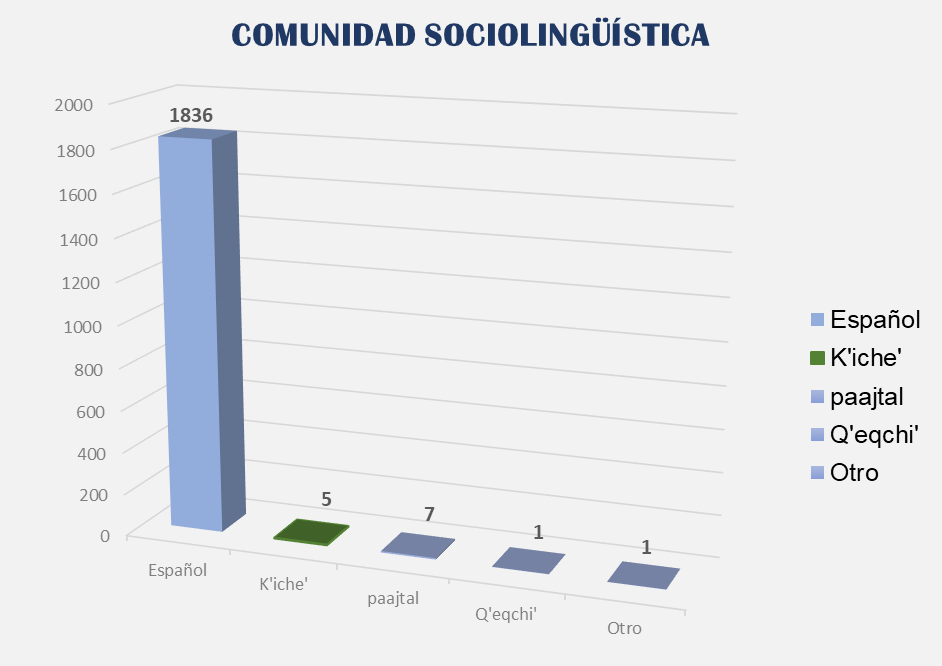 COMUNIDAD SOCIOLINGÜÍSTICA
2000
1800
1600
1400
1200
1000
800
600
400
200
0
1836
5
7
1
1
Español
K'iche'
paajtal
Q'eqchi'
Otro
Español
K'iche'
paajtal
Q'eqchi'
Otro